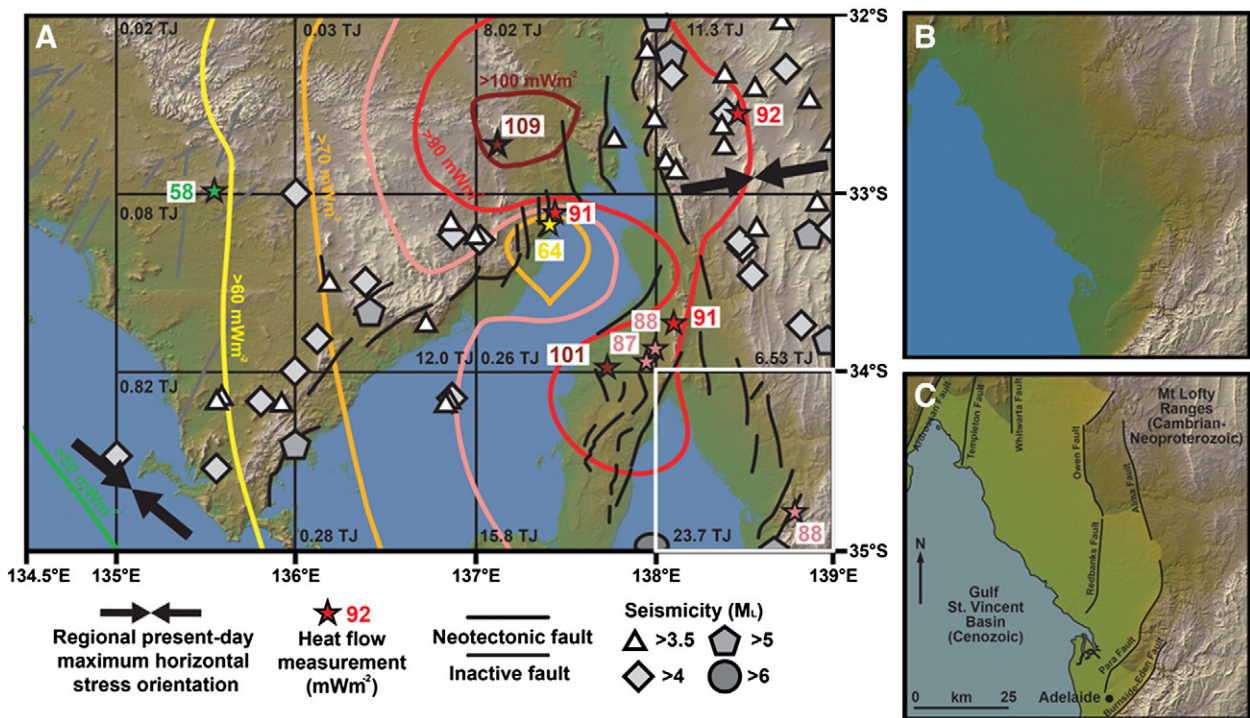 A
0.02 TJ
0.03 TJ
8.02 TJ
11.3 TJ
32°S
>100 mWm⁻²
109
92
>90 mWm⁻²
>70 mWm⁻²
58
33°S
0.08 TJ
91
64
>60 mWm⁻²
91
88
87
101
12.0 TJ
0.26 TJ
6.53 TJ
34°S
0.82 TJ
>50 mWm⁻²
88
0.28 TJ
15.8 TJ
23.7 TJ
35°S
134.5°E
135°E
136°E
137°E
138°E
139°E
Regional present-day
maximum horizontal
stress orientation
92
Heat flow
measurement
(mWm⁻²)
Neotectonic fault
Inactive fault
Seismicity (ML)
>3.5
>5
>4
>6
B
C
Ardrossan Fault
Templeton Fault
Whitwarta Fault
Owen Fault
Alma Fault
Mt Lofty
Ranges
(Cambrian-
Neoproterozoic)
Redbanks Fault
N
Gulf
St. Vincent
Basin
(Cenozoic)
Para Fault
Burnside-Eden Fault
0 km 25
Adelaide